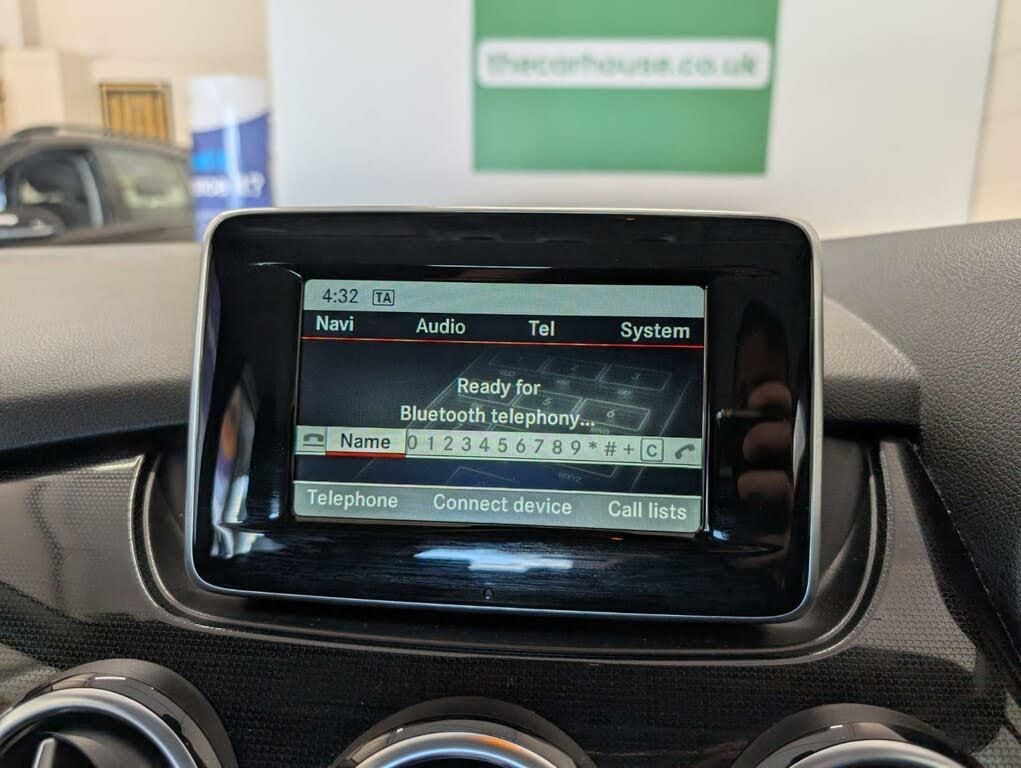 thecarhouse.co.uk
4:32 TA
Navi Audio Tel System
Ready for
Bluetooth telephony...
Name 0 1 2 3 4 5 6 7 8 9 * # + C
Telephone Connect device Call lists